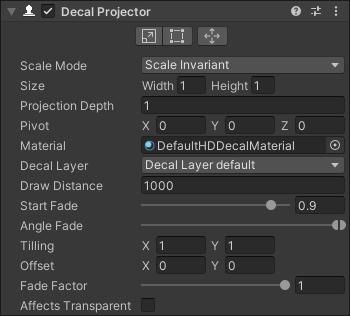 Decal Projector
Scale Mode Scale Invariant
Size Width 1 Height 1
Projection Depth 1
Pivot X 0 Y 0 Z 0
Material DefaultHDDecalMaterial
Decal Layer Decal Layer default
Draw Distance 1000
Start Fade 0.9
Angle Fade
Tilling X 1 Y 1
Offset X 0 Y 0
Fade Factor 1
Affects Transparent